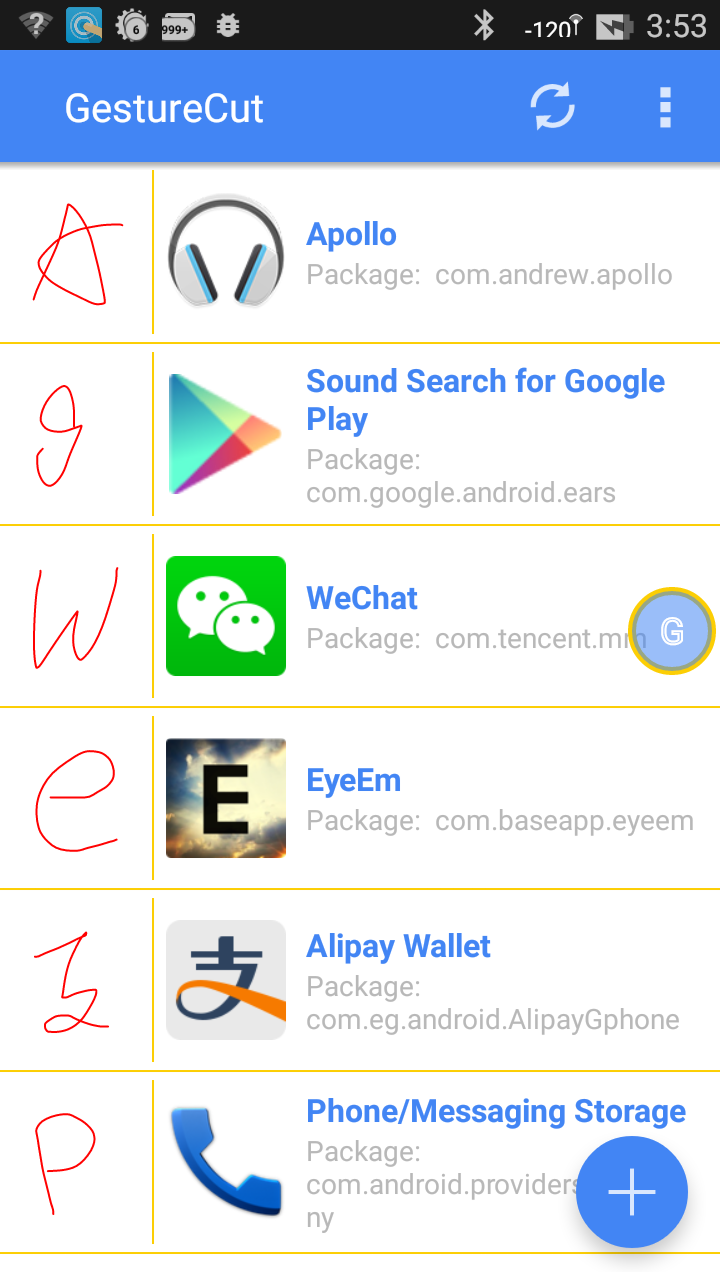 6
999+
-120
3:53
GestureCut
A
Apollo
Package: com.andrew.apollo
g
Sound Search for Google
Play
Package:
com.google.android.ears
W
WeChat
Package: com.tencent.mm
G
e
E
EyeEm
Package: com.baseapp.eyeem
支
Alipay Wallet
Package:
com.eg.android.AlipayGphone
P
Phone/Messaging Storage
Package:
com.android.providers
ny